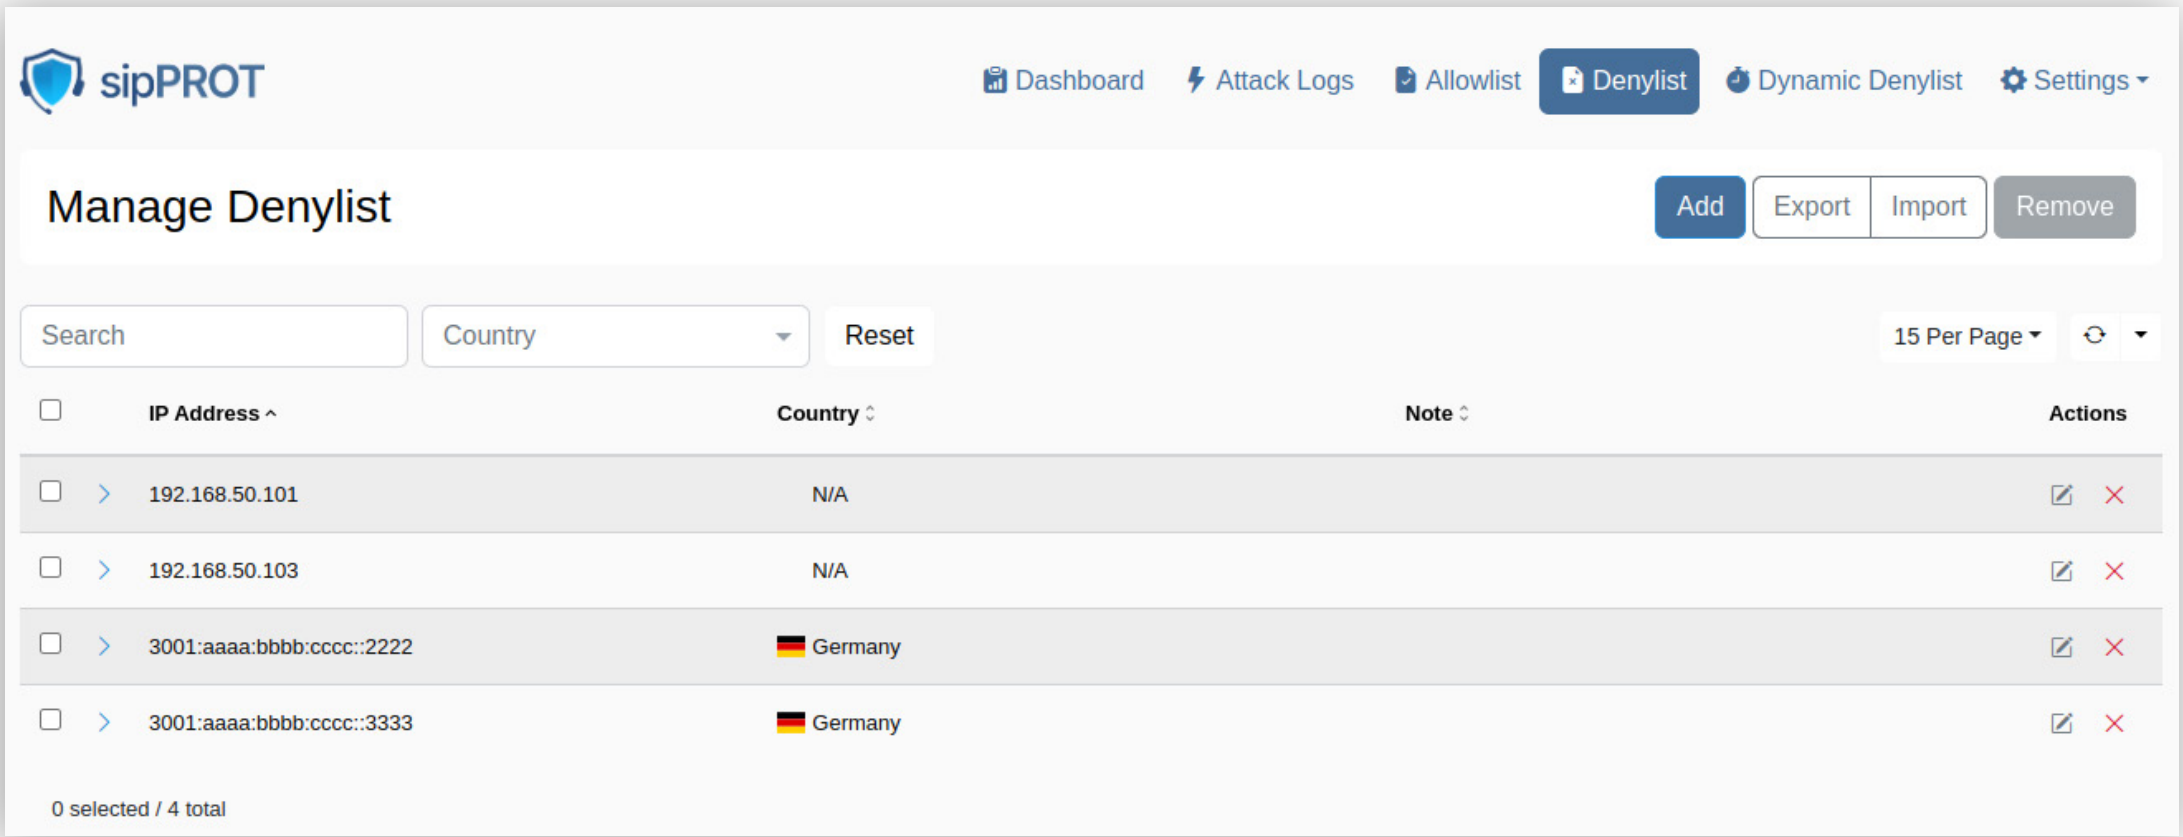 sipPROT Dashboard Attack Logs Allowlist Denylist Dynamic Denylist Settings
Manage Denylist Add Export Import Remove
Search Country Reset 15 Per Page
IP Address Country Note Actions
192.168.50.101 N/A
192.168.50.103 N/A
3001:aaaa:bbbb:cccc::2222 Germany
3001:aaaa:bbbb:cccc::3333 Germany
0 selected / 4 total